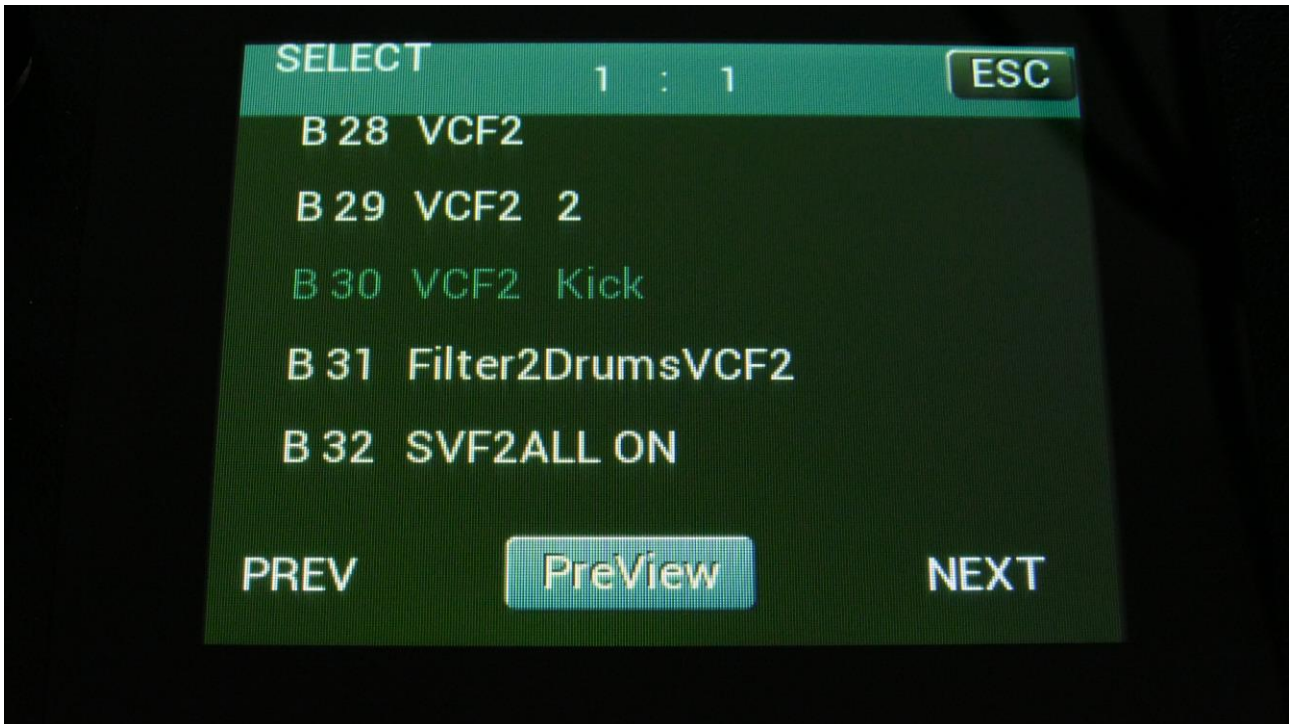 SELECT 1 : 1 ESC
B 28 VCF2
B 29 VCF2 2
B 30 VCF2 Kick
B 31 Filter2DrumsVCF2
B 32 SVF2ALL ON
PREV PreView NEXT